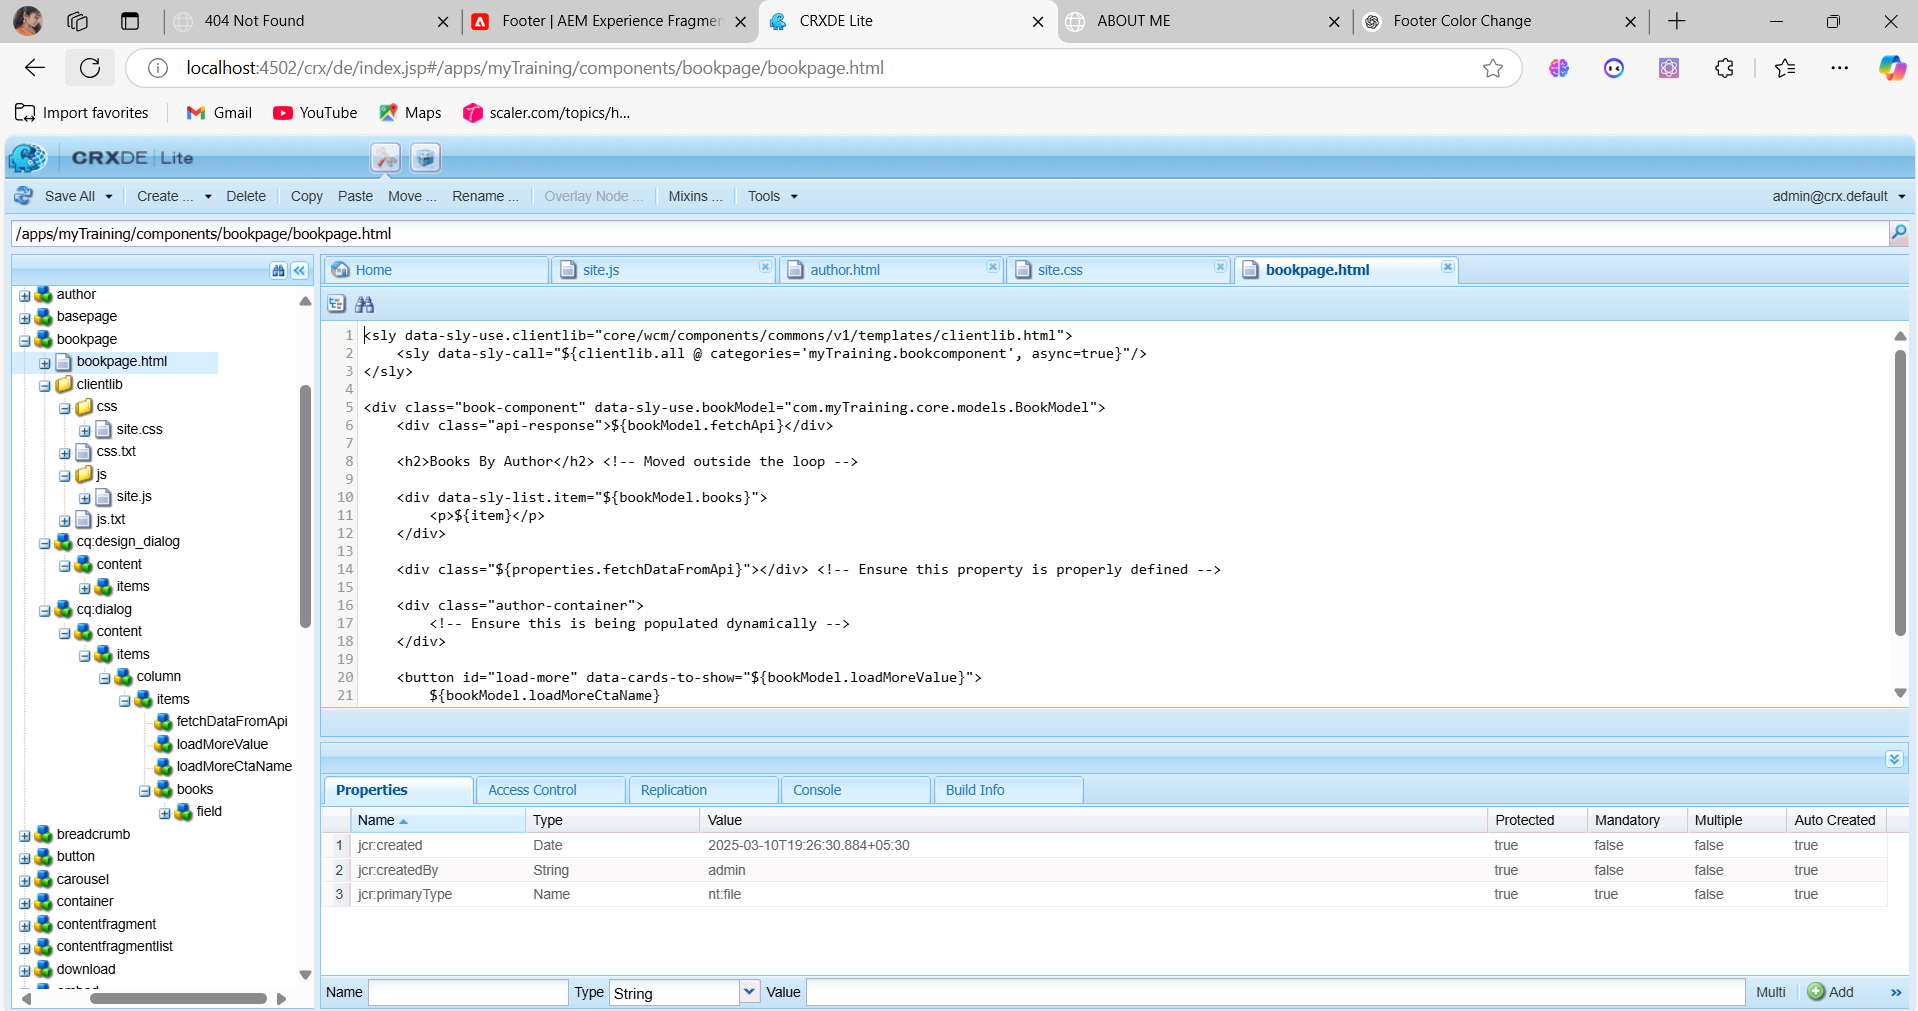 404 Not Found
Footer | AEM Experience Fragmen
CRXDE Lite
ABOUT ME
Footer Color Change
localhost:4502/crx/de/index.jsp#/apps/myTraining/components/bookpage/bookpage.html
Import favorites
Gmail
YouTube
Maps
scaler.com/topics/h...
CRXDE | Lite
Save All
Create ...
Delete
Copy
Paste
Move ...
Rename ...
Overlay Node ...
Mixins ...
Tools
admin@crx.default
/apps/myTraining/components/bookpage/bookpage.html
author
basepage
bookpage
bookpage.html
clientlib
css
site.css
css.txt
js
site.js
js.txt
cq:design_dialog
content
items
cq:dialog
content
items
column
items
fetchDataFromApi
loadMoreValue
loadMoreCtaName
books
field
breadcrumb
button
carousel
container
contentfragment
contentfragmentlist
download
Home
site.js
author.html
site.css
bookpage.html
1 <sly data-sly-use.clientlib="core/wcm/components/commons/v1/templates/clientlib.html">
2 <sly data-sly-call="${clientlib.all @ categories='myTraining.bookcomponent', async=true}"/>
3 </sly>
4
5 <div class="book-component" data-sly-use.bookModel="com.myTraining.core.models.BookModel">
6 <div class="api-response">${bookModel.fetchApi}</div>
7
8 <h2>Books By Author</h2> <!-- Moved outside the loop -->
9
10 <div data-sly-list.item="${bookModel.books}">
11 <p>${item}</p>
12 </div>
13
14 <div class="${properties.fetchDataFromApi}"></div> <!-- Ensure this property is properly defined -->
15
16 <div class="author-container">
17 <!-- Ensure this is being populated dynamically -->
18 </div>
19
20 <button id="load-more" data-cards-to-show="${bookModel.loadMoreValue}">
21 ${bookModel.loadMoreCtaName}
Properties
Access Control
Replication
Console
Build Info
Name Type Value Protected Mandatory Multiple Auto Created
1 jcr:created Date 2025-03-10T19:26:30.884+05:30 true false false true
2 jcr:createdBy String admin true false false true
3 jcr:primaryType Name nt:file true true false true
Name
Type String
Value
Multi
Add